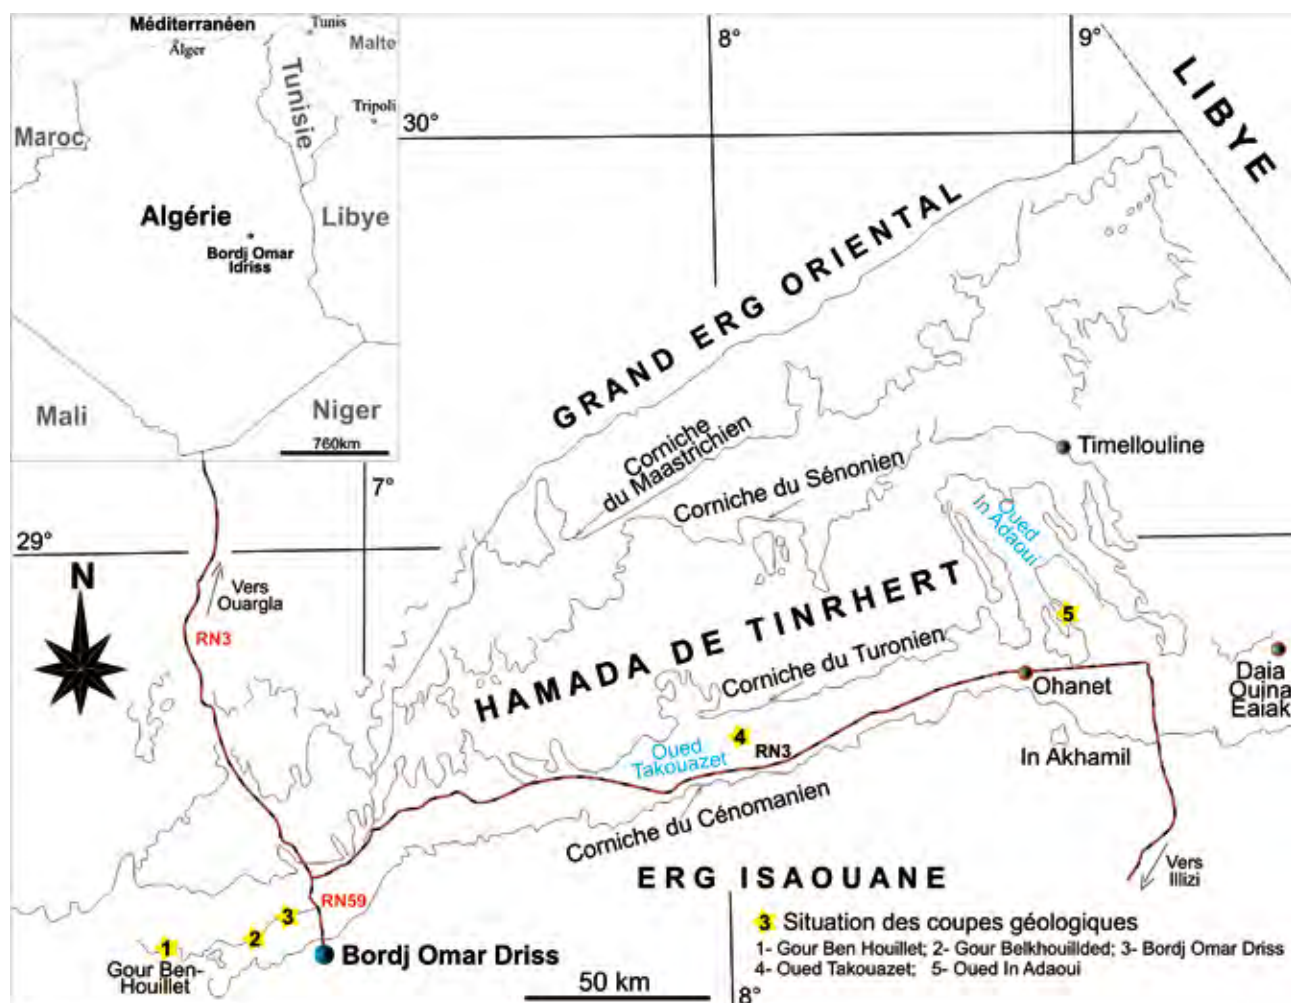 Méditerranéen
Tunis
Âlger
Malte
Tunisie
Tripoli
Maroc
Algérie
Libye
Bordj Omar
Idriss
Mali
Niger
760km
8°
9°
LIBYE
30°
GRAND ERG ORIENTAL
Corniche
du Maastrichien
Timellouline
7°
Corniche du Sénonien
29°
Oued
In Adaoui
N
Vers
Ouargla
RN3
HAMADA DE TINRHERT
5
Corniche du Turonien
Daia
Ouina
Eaiak
Ohanet
4
RN3
Oued
Takouazet
In Akhamil
Corniche du Cénomanien
ERG ISAOUANE
Vers
Illizi
RN59
3
2
1
Gour Ben-
Houillet
Bordj Omar Driss
3 Situation des coupes géologiques
1- Gour Ben Houillet; 2- Gour Belkhouillded; 3- Bordj Omar Driss
4- Oued Takouazet; 5- Oued In Adaoui
50 km
8°